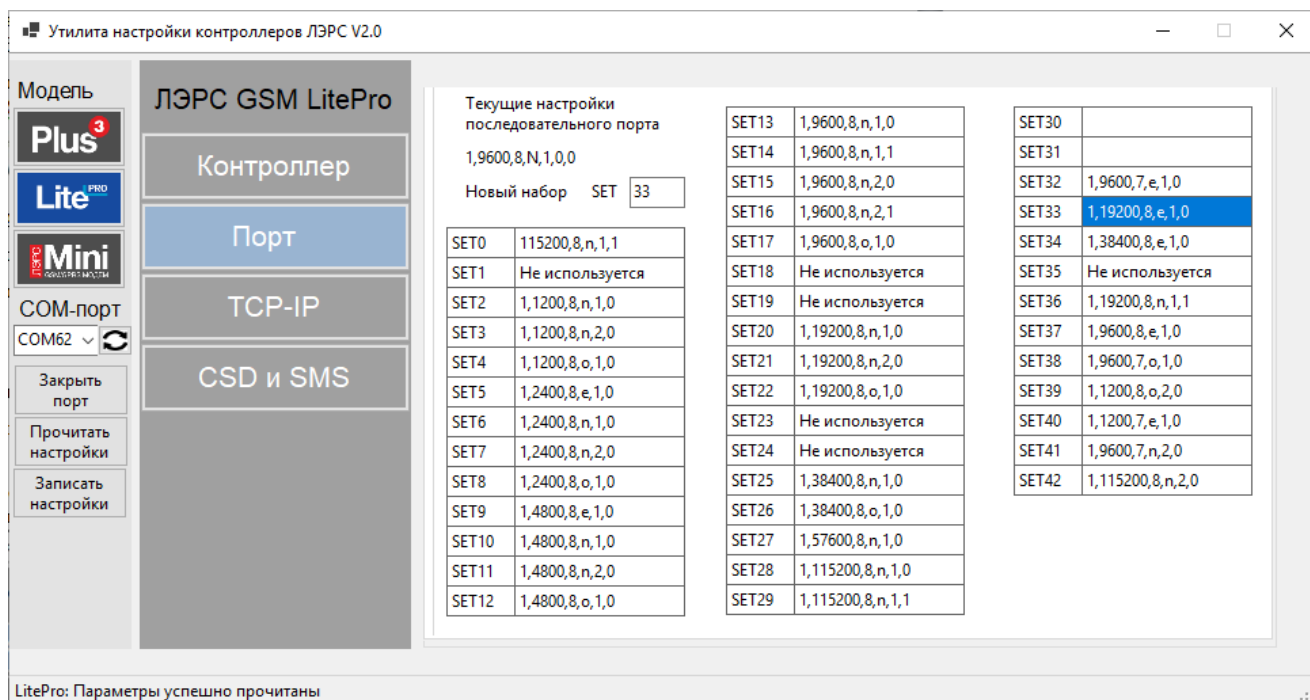 Утилита настройки контроллеров ЛЭРС V2.0
Модель
Plus 3
Lite PRO
ЛЭРС Mini
GSM/GPRS МОДЕМ
COM-порт
COM62
Закрыть
порт
Прочитать
настройки
Записать
настройки
ЛЭРС GSM LitePro
Контроллер
Порт
TCP-IP
CSD и SMS
Текущие настройки
последовательного порта
1,9600,8,N,1,0,0
Новый набор SET 33
SET0 115200,8,n,1,1
SET1 Не используется
SET2 1,1200,8,n,1,0
SET3 1,1200,8,n,2,0
SET4 1,1200,8,o,1,0
SET5 1,2400,8,e,1,0
SET6 1,2400,8,n,1,0
SET7 1,2400,8,n,2,0
SET8 1,2400,8,o,1,0
SET9 1,4800,8,e,1,0
SET10 1,4800,8,n,1,0
SET11 1,4800,8,n,2,0
SET12 1,4800,8,o,1,0
SET13 1,9600,8,n,1,0
SET14 1,9600,8,n,1,1
SET15 1,9600,8,n,2,0
SET16 1,9600,8,n,2,1
SET17 1,9600,8,o,1,0
SET18 Не используется
SET19 Не используется
SET20 1,19200,8,n,1,0
SET21 1,19200,8,n,2,0
SET22 1,19200,8,o,1,0
SET23 Не используется
SET24 Не используется
SET25 1,38400,8,n,1,0
SET26 1,38400,8,o,1,0
SET27 1,57600,8,n,1,0
SET28 1,115200,8,n,1,0
SET29 1,115200,8,n,1,1
SET30
SET31
SET32 1,9600,7,e,1,0
SET33 1,19200,8,e,1,0
SET34 1,38400,8,e,1,0
SET35 Не используется
SET36 1,19200,8,n,1,1
SET37 1,9600,8,e,1,0
SET38 1,9600,7,o,1,0
SET39 1,1200,8,o,2,0
SET40 1,1200,7,e,1,0
SET41 1,9600,7,n,2,0
SET42 1,115200,8,n,2,0
LitePro: Параметры успешно прочитаны